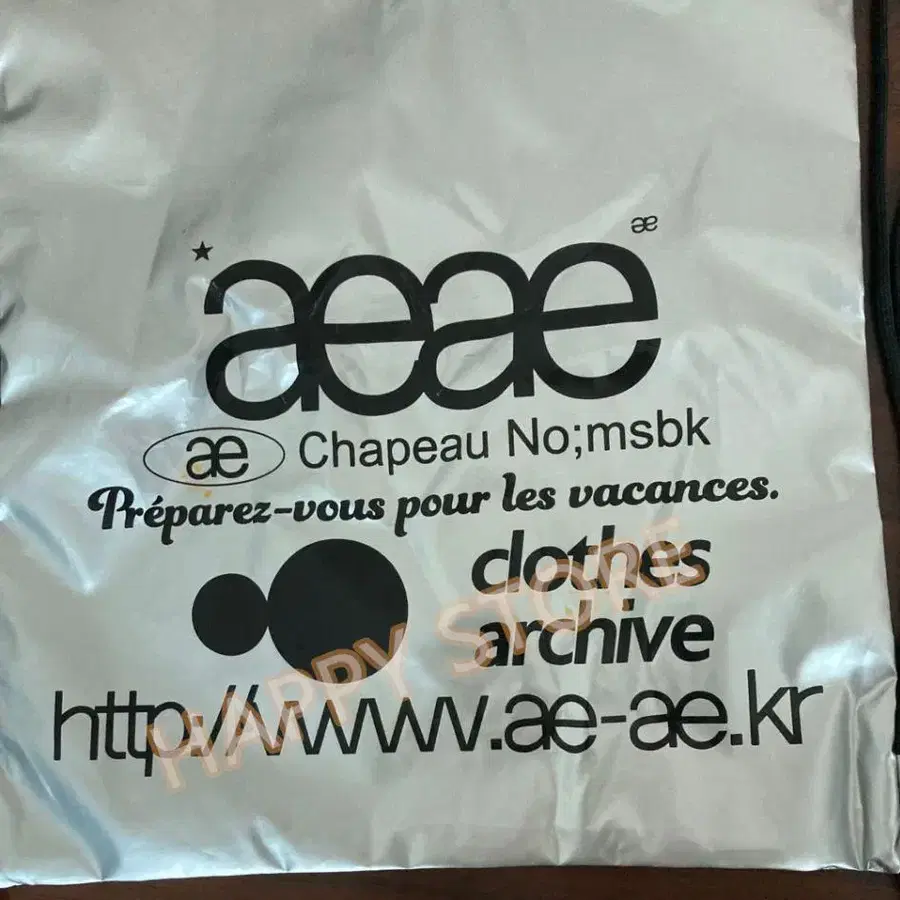 æ
★
aeae
æ Chapeau No;msbk
Préparez-vous pour les vacances.
clothes
archive
http://www.ae-ae.kr
HAPPY STORE